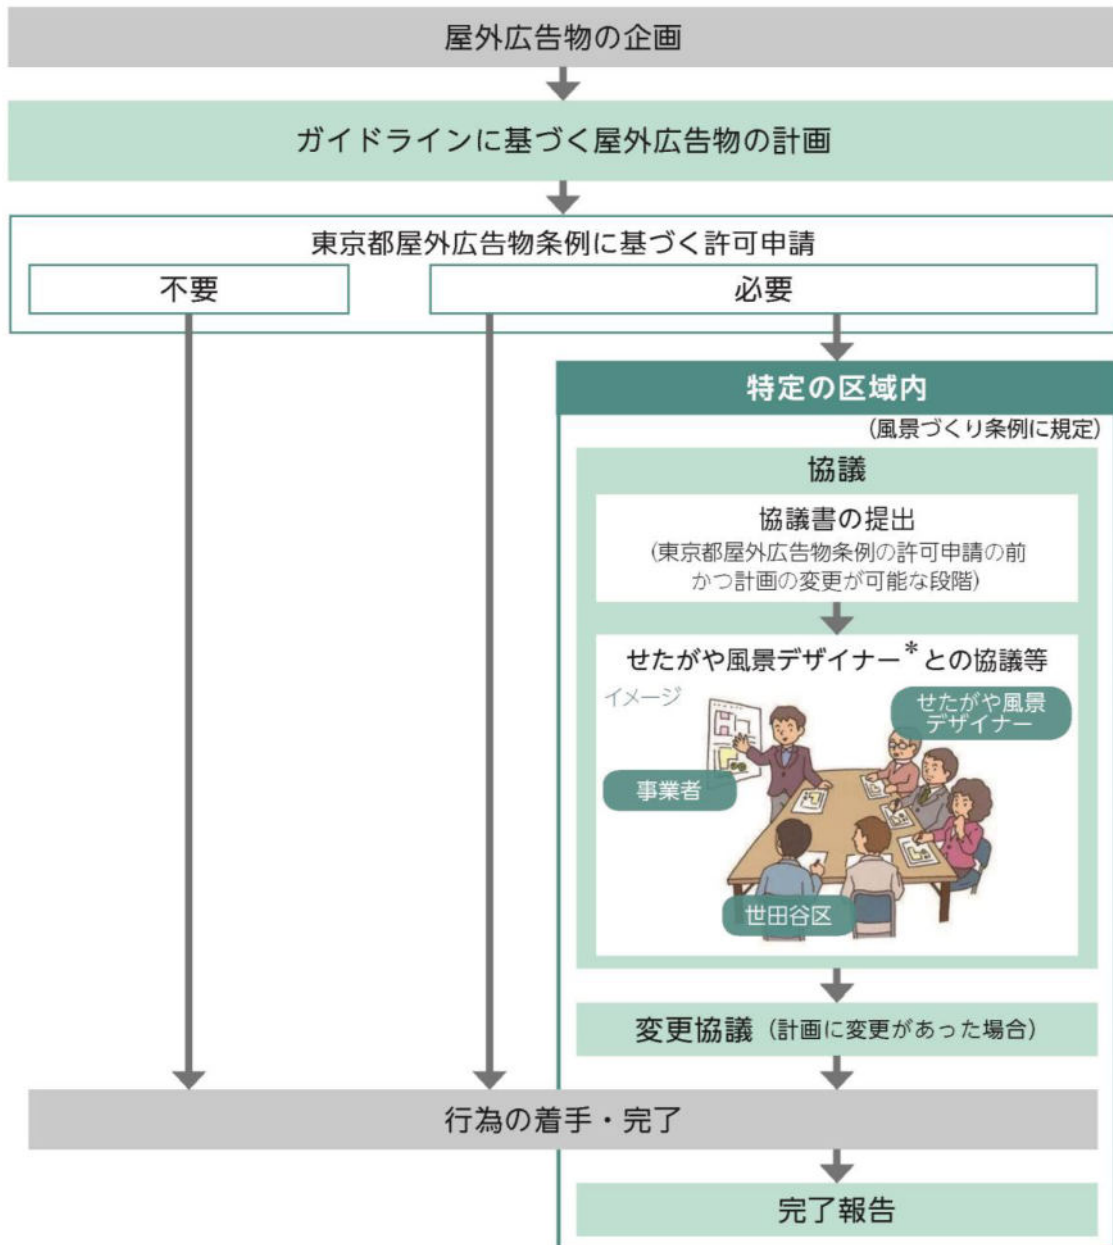 屋外広告物の企画
ガイドラインに基づく屋外広告物の計画
東京都屋外広告物条例に基づく許可申請
不要
必要
特定の区域内
(風景づくり条例に規定)
協議
協議書の提出
(東京都屋外広告物条例の許可申請の前
かつ計画の変更が可能な段階)
せたがや風景デザイナー*との協議等
イメージ
せたがや風景
デザイナー
事業者
世田谷区
変更協議(計画に変更があった場合)
行為の着手・完了
完了報告